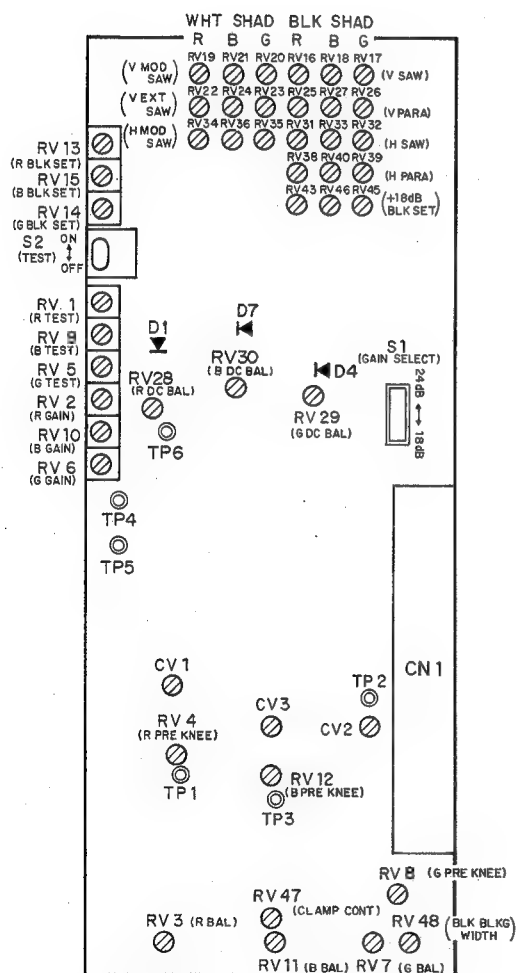 WHT SHAD BLK SHAD
R B G R B G
RV19 RV21 RV20 RV16 RV18 RV17
(V MOD SAW) (V SAW)
RV22 RV24 RV23 RV25 RV27 RV26
(V EXT SAW) (V PARA)
RV34 RV36 RV35 RV31 RV33 RV32
(H MOD SAW) (H SAW)
RV38 RV40 RV39
(H PARA)
RV43 RV46 RV45
(+18dB BLK SET)
RV 13
(R BLK SET)
RV 15
(B BLK SET)
RV 14
(G BLK SET)
S2 ON
(TEST) OFF
RV. 1
(R TEST)
RV 9
(B TEST)
RV 5
(G TEST)
RV 2
(R GAIN)
RV 10
(B GAIN)
RV 6
(G GAIN)
D1
D7
RV28
(R DC BAL)
RV30
(B DC BAL)
D4
RV 29
(G DC BAL)
S1
(GAIN SELECT)
24dB
18dB
TP6
TP4
TP5
CN 1
CV 1
TP 2
CV3
CV2
RV 4
(R PRE KNEE)
TP1
RV 12
(B PRE KNEE)
TP3
RV 8 (G PRE KNEE)
RV 47
(CLAMP CONT)
RV 3 (R BAL)
RV 48 (BLK BLKG WIDTH)
RV 11 (B BAL) RV 7 (G BAL)